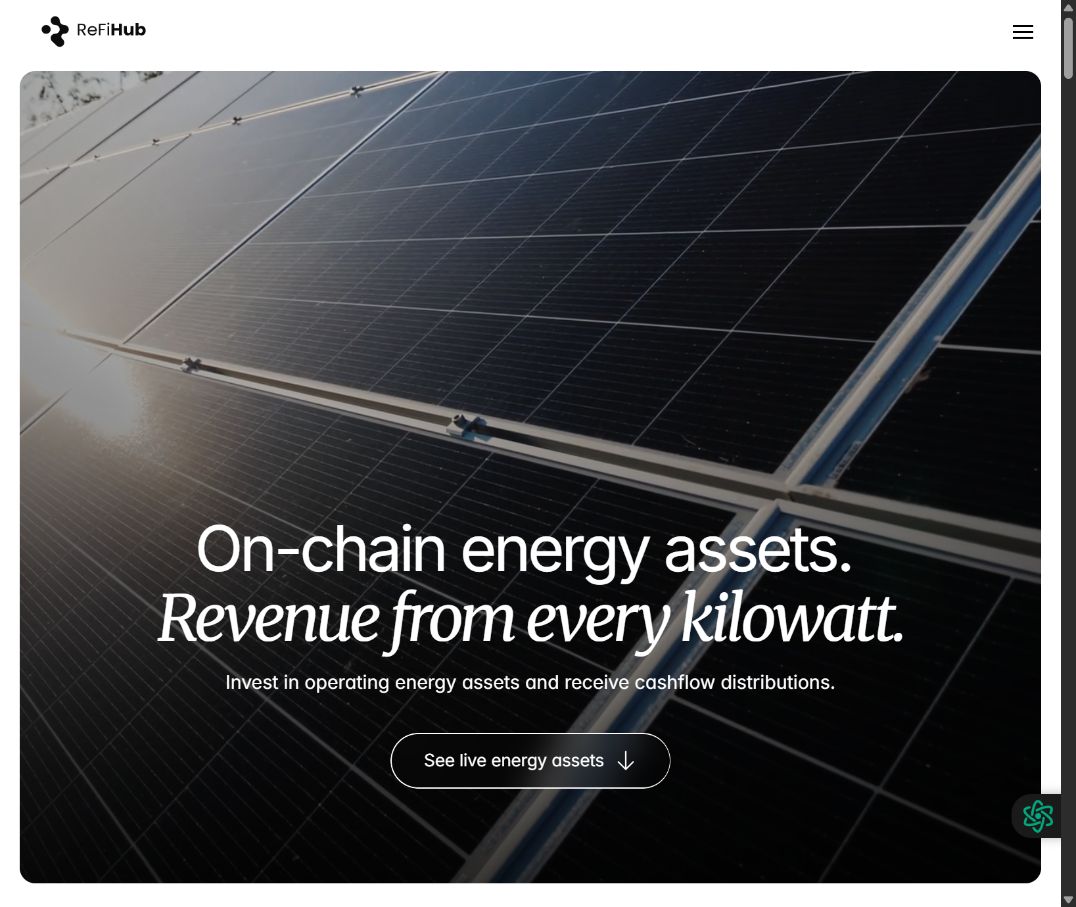 ReFiHub
On-chain energy assets.
Revenue from every kilowatt.
Invest in operating energy assets and receive cashflow distributions.
See live energy assets